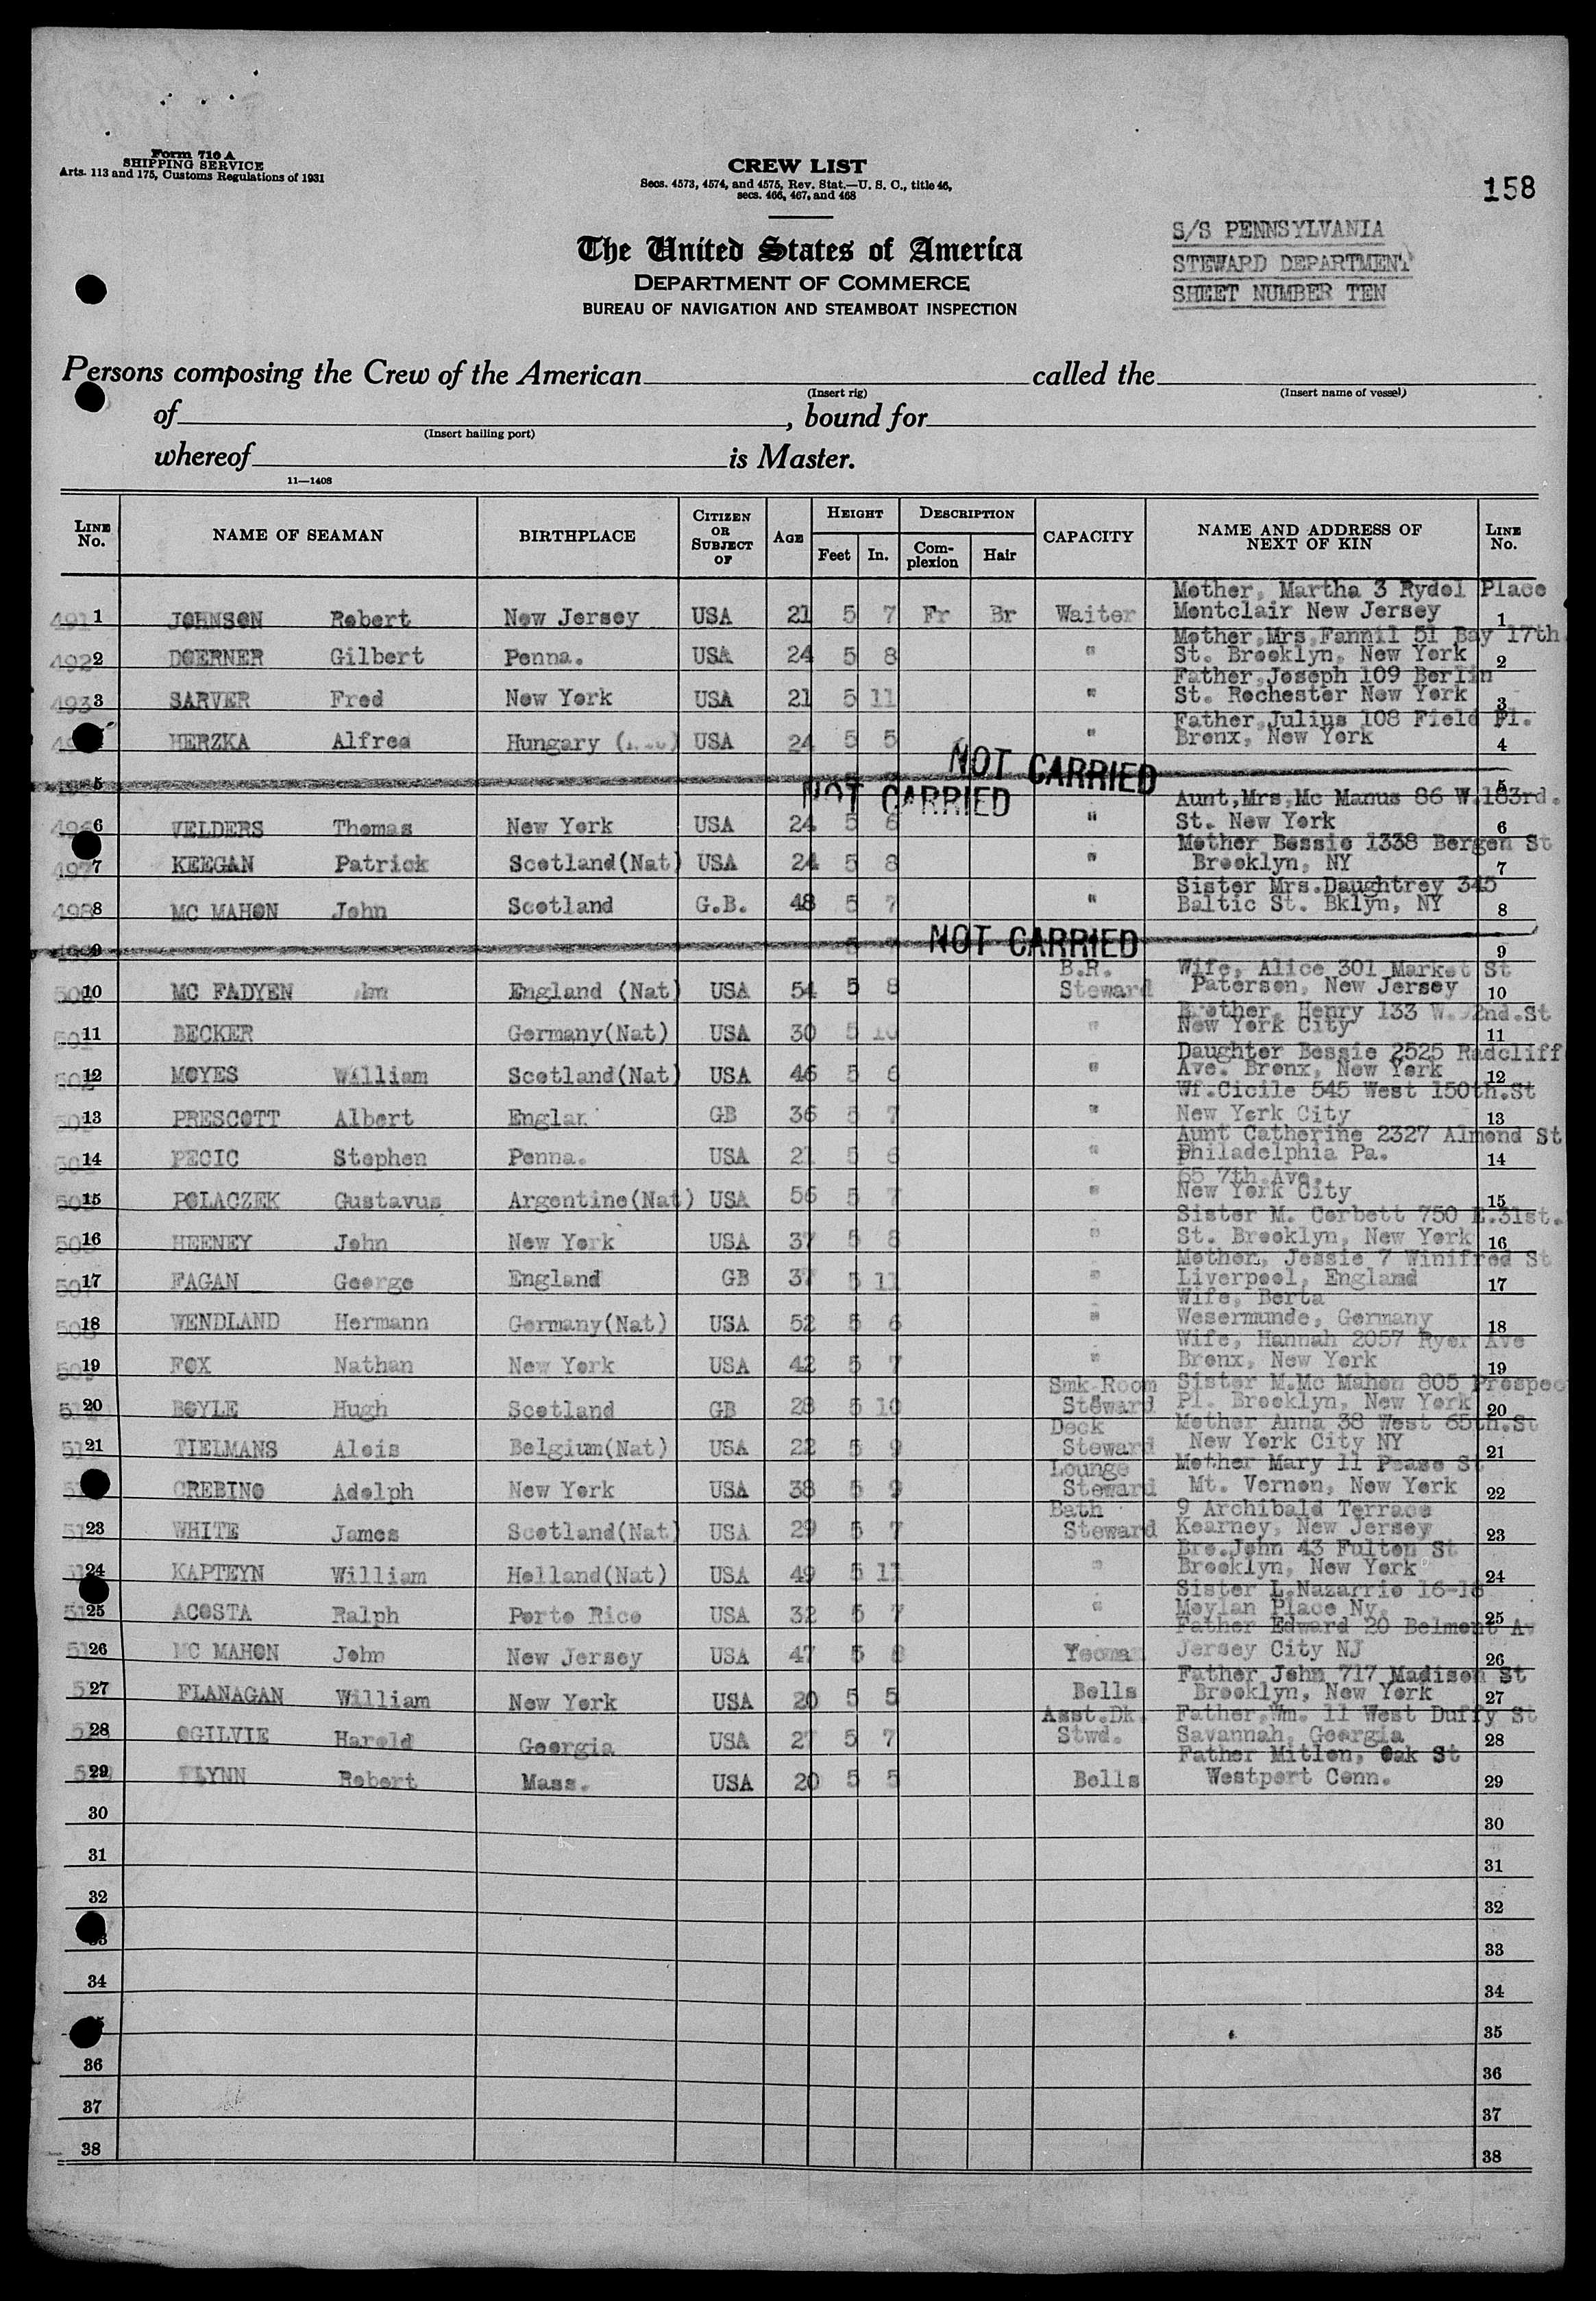 Form 710 A
SHIPPING SERVICE
Arts. 113 and 175, Customs Regulations of 1931
CREW LIST
Secs. 4573, 4574, and 4575, Rev. Stat.—U. S. C., title 46,
secs. 466, 467, and 468
158
The United States of America
DEPARTMENT OF COMMERCE
BUREAU OF NAVIGATION AND STEAMBOAT INSPECTION
S/S PENNSYLVANIA
STEWARD DEPARTMENT
SHEET NUMBER TEN
Persons composing the Crew of the American called the
(Insert rig) (Insert name of vessel)
of , bound for
(Insert hailing port)
whereof is Master.
11—1408
LINE No. NAME OF SEAMAN BIRTHPLACE CITIZEN OR SUBJECT OF AGE HEIGHT Feet In. DESCRIPTION Complexion Hair CAPACITY NAME AND ADDRESS OF NEXT OF KIN LINE No.
Mother, Martha 3 Rydel Place
491 1 JOHNSON Robert New Jersey USA 21 5 7 Fr Br Waiter Montclair New Jersey 1
Mother,Mrs,Fannil 51 Bay 17th
492 2 DOERNER Gilbert Penna. USA 24 5 8 " St. Brooklyn, New York 2
Father,Joseph 109 Berlin
493 3 SARVER Fred New York USA 21 5 11 " St. Rochester New York 3
Father,Julius 108 Field Pl.
HERZKA Alfred Hungary USA 24 5 5 " Bronx, New York 4
NOT CARRIED
5 NOT CARRIED 5
Aunt,Mrs,Mc Manus 86 W.183rd.
496 6 VELDERS Thomas New York USA 24 5 6 " St. New York 6
Mother Bessie 1338 Bergen St
497 7 KEEGAN Patrick Scotland(Nat) USA 24 5 8 " Brooklyn, NY 7
Sister Mrs.Daughtrey 345
498 8 MC MAHON John Scotland G.B. 48 5 7 " Baltic St. Bklyn, NY 8
9 NOT CARRIED 9
B.R. Wife, Alice 301 Market St
10 MC FADYEN England (Nat) USA 54 5 8 Steward Paterson, New Jersey 10
Brother, Henry 133 W. 92nd.St
11 BECKER Germany(Nat) USA 30 5 10 " New York City 11
Daughter Bessie 2525 Radcliff
12 MOYES William Scotland(Nat) USA 46 5 6 " Ave. Bronx, New York 12
Wf.Cicile 545 West 150th.St
13 PRESCOTT Albert Englan GB 36 5 7 " New York City 13
Aunt Catherine 2327 Almond St
14 PECIC Stephen Penna. USA 21 5 6 " Philadelphia Pa. 14
65 7th.Ave.
15 POLACZEK Gustavus Argentine(Nat) USA 56 5 7 " New York City 15
Sister M. Corbett 750 E.31st.
16 HEENEY John New York USA 37 5 8 " St. Brooklyn, New York 16
Mother, Jessie 7 Winifred St
17 FAGAN George England GB 37 5 11 " Liverpool, England 17
Wife, Berta
18 WENDLAND Hermann Germany(Nat) USA 52 5 6 " Wesermunde, Germany 18
Wife, Hannah 2057 Ryer Ave
19 FOX Nathan New York USA 42 5 7 " Bronx, New York 19
Smk Room Sister M.Mc Mahon 805 Prospec
20 BOYLE Hugh Scotland GB 28 5 10 Steward Pl. Brooklyn, New York 20
Deck Mother Anna 38 West 65th.St
21 TIELMANS Alois Belgium(Nat) USA 22 5 9 Steward New York City NY 21
Lounge Mother Mary 11 Pease St
OREBINO Adolph New York USA 38 5 9 Steward Mt. Vernon, New York 22
Bath 9 Archibald Terrace
23 WHITE James Scotland(Nat) USA 29 5 7 Steward Kearney, New Jersey 23
Bro.John 43 Fulton St
24 KAPTEYN William Holland(Nat) USA 49 5 11 " Brooklyn, New York 24
Sister L.Nazarrio 16-18
25 ACOSTA Ralph Porto Rico USA 32 5 7 " Moylan Place Ny. 25
Father Edward 20 Belmont Av
26 MC MAHON John New Jersey USA 47 5 8 Yeoman Jersey City NJ 26
Father John 717 Madison St
27 FLANAGAN William New York USA 20 5 5 Bells Brooklyn, New York 27
Asst.Dk. Father,Wm. 11 West Duffy St
28 OGILVIE Harold Georgia USA 27 5 7 Stwd. Savannah, Georgia 28
Father Mitlon, Oak St
29 FLYNN Robert Mass. USA 20 5 5 Bells Westport Conn. 29
30 30
31 31
32 32
33 33
34 34
35 35
36 36
37 37
38 38